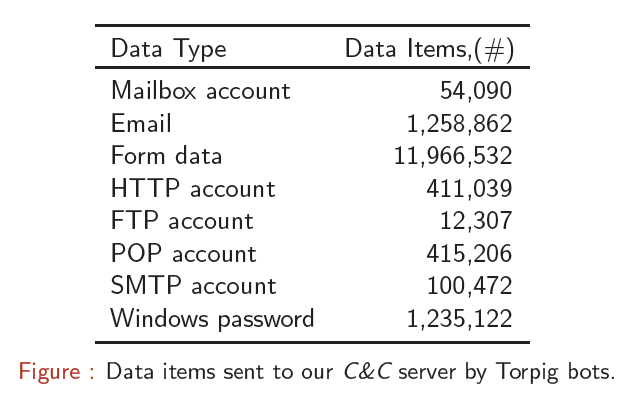 Data Type Data Items,(#)
Mailbox account 54,090
Email 1,258,862
Form data 11,966,532
HTTP account 411,039
FTP account 12,307
POP account 415,206
SMTP account 100,472
Windows password 1,235,122
Figure : Data items sent to our C&C server by Torpig bots.